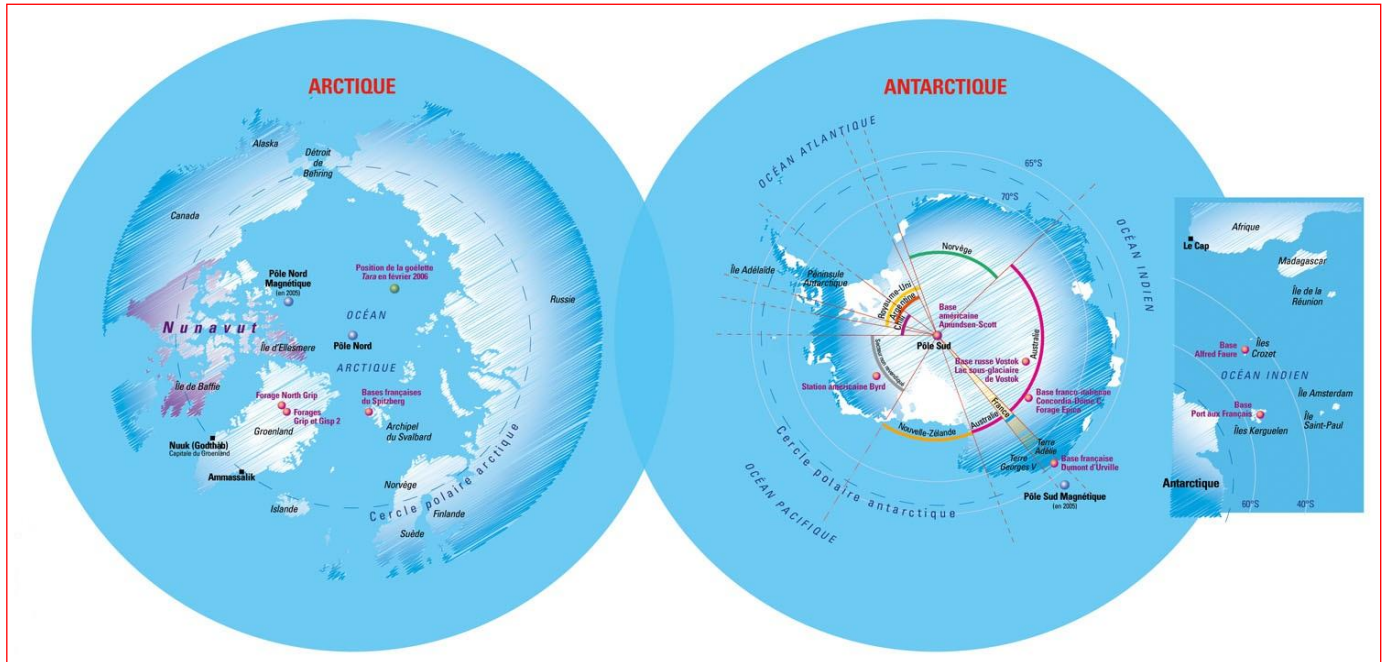 ARCTIQUE
Alaska
Détroit
de
Behring
Canada
Pôle Nord
Magnétique
(en 2005)
Position de la goélette
Tara en février 2006
Russie
Nunavut
OCÉAN
Pôle Nord
Île d'Ellesmere
ARCTIQUE
Île de Baffie
Forage North Grip
Forages
Grip et Gisp 2
Bases françaises
du Spitzberg
Groenland
Archipel
du Svalbard
Nuuk (Godthab)
Capitale du Groenland
Ammassalik
Islande
Norvége
Finlande
Suède
Cercle polaire arctique
ANTARCTIQUE
OCÉAN ATLANTIQUE
65°S
70°S
OCÉAN INDIEN
Île Adélaïde
Péninsule
Antarctique
Norvége
Royaume-Uni
Argentine
Chili
Base
américaine
Amundsen-Scott
Pôle Sud
Australie
Secteur non revendiqué
Base russe Vostok
Lac sous-glaciaire
de Vostok
Station américaine Byrd
Base franco-italienne
Concordia-Dôme C
Forage Epica
France
Australie
Nouvelle-Zélande
Terre
Adélie
Terre
Georges V
Base française
Dumont d'Urville
Pôle Sud Magnétique
(en 2005)
Cercle polaire antarctique
OCÉAN PACIFIQUE
Afrique
Le Cap
Madagascar
Île de la
Réunion
Îles
Crozet
Base
Alfred Faure
OCÉAN INDIEN
Île Amsterdam
Base
Port aux Français
Île
Saint-Paul
Îles Kerguelen
Antarctique
60°S
40°S